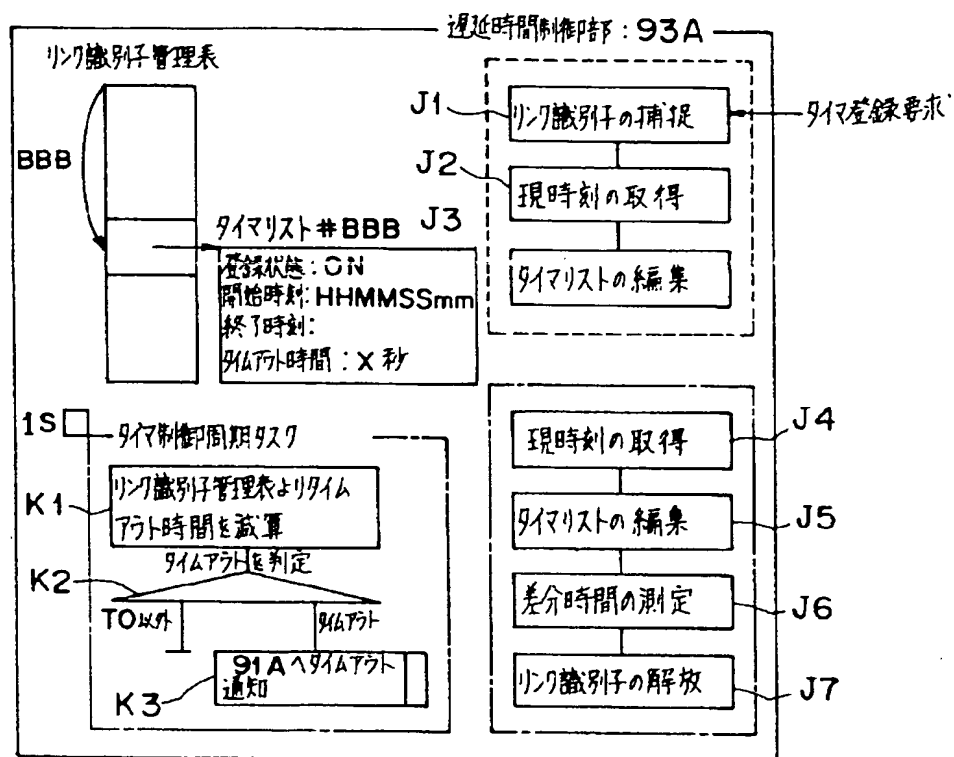 遅延時間制御部:93A
リンク識別子管理表
BBB
タイマリスト#BBB
登録状態:ON
開始時刻:HHMMSSmm
終了時刻:
タイムアウト時間:X秒
J1
リンク識別子の捕捉
タイマ登録要求
J2
現時刻の取得
J3
タイマリストの編集
1S
タイマ制御周期タスク
K1
リンク識別子管理表よりタイム
アウト時間を減算
タイムアウトを判定
K2
TO以外
タイムアウト
K3
91Aへタイムアウト
通知
現時刻の取得
J4
タイマリストの編集
J5
差分時間の測定
J6
リンク識別子の解放
J7